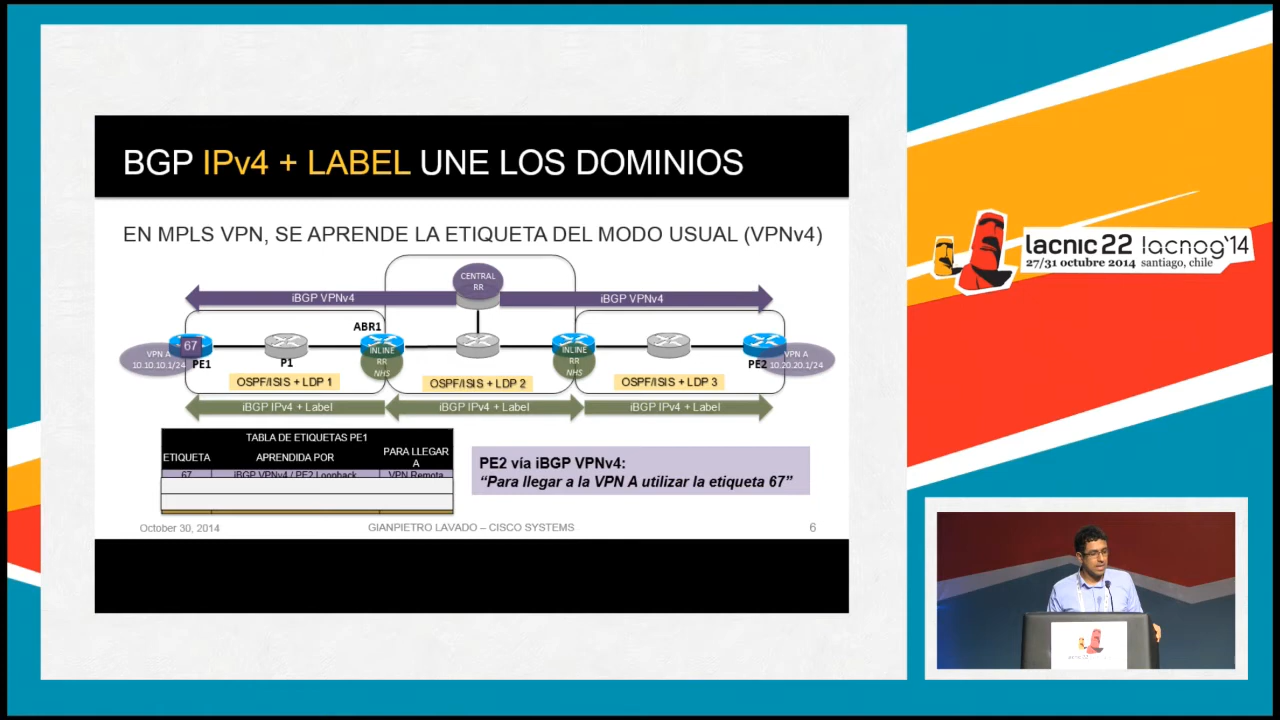 BGP IPv4 + LABEL UNE LOS DOMINIOS
EN MPLS VPN, SE APRENDE LA ETIQUETA DEL MODO USUAL (VPNv4)
CENTRAL
RR
iBGP VPNv4
iBGP VPNv4
ABR1
VPN A
10.10.10.1/24
67
PE1
P1
INLINE
RR
NHS
INLINE
RR
NHS
PE2
VPN A
10.20.20.1/24
OSPF/ISIS + LDP 1
OSPF/ISIS + LDP 2
OSPF/ISIS + LDP 3
iBGP IPv4 + Label
iBGP IPv4 + Label
iBGP IPv4 + Label
TABLA DE ETIQUETAS PE1
ETIQUETA
APRENDIDA POR
PARA LLEGAR
A
67
iBGP VPNv4 / PE2 Loopback
VPN Remota
PE2 vía iBGP VPNv4:
“Para llegar a la VPN A utilizar la etiqueta 67”
October 30, 2014
GIANPIETRO LAVADO – CISCO SYSTEMS
6
lacnic 22 lacnog'14
27/31 octubre 2014 santiago, chile
lacnic 22